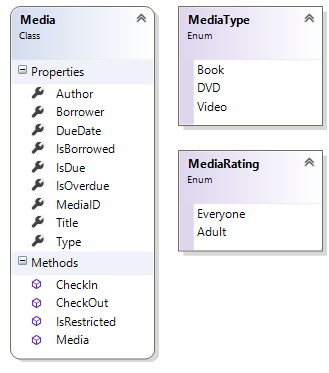 Media
Class
Properties
Author
Borrower
DueDate
IsBorrowed
IsDue
IsOverdue
MediaID
Title
Type
Methods
CheckIn
CheckOut
IsRestricted
Media
MediaType
Enum
Book
DVD
Video
MediaRating
Enum
Everyone
Adult